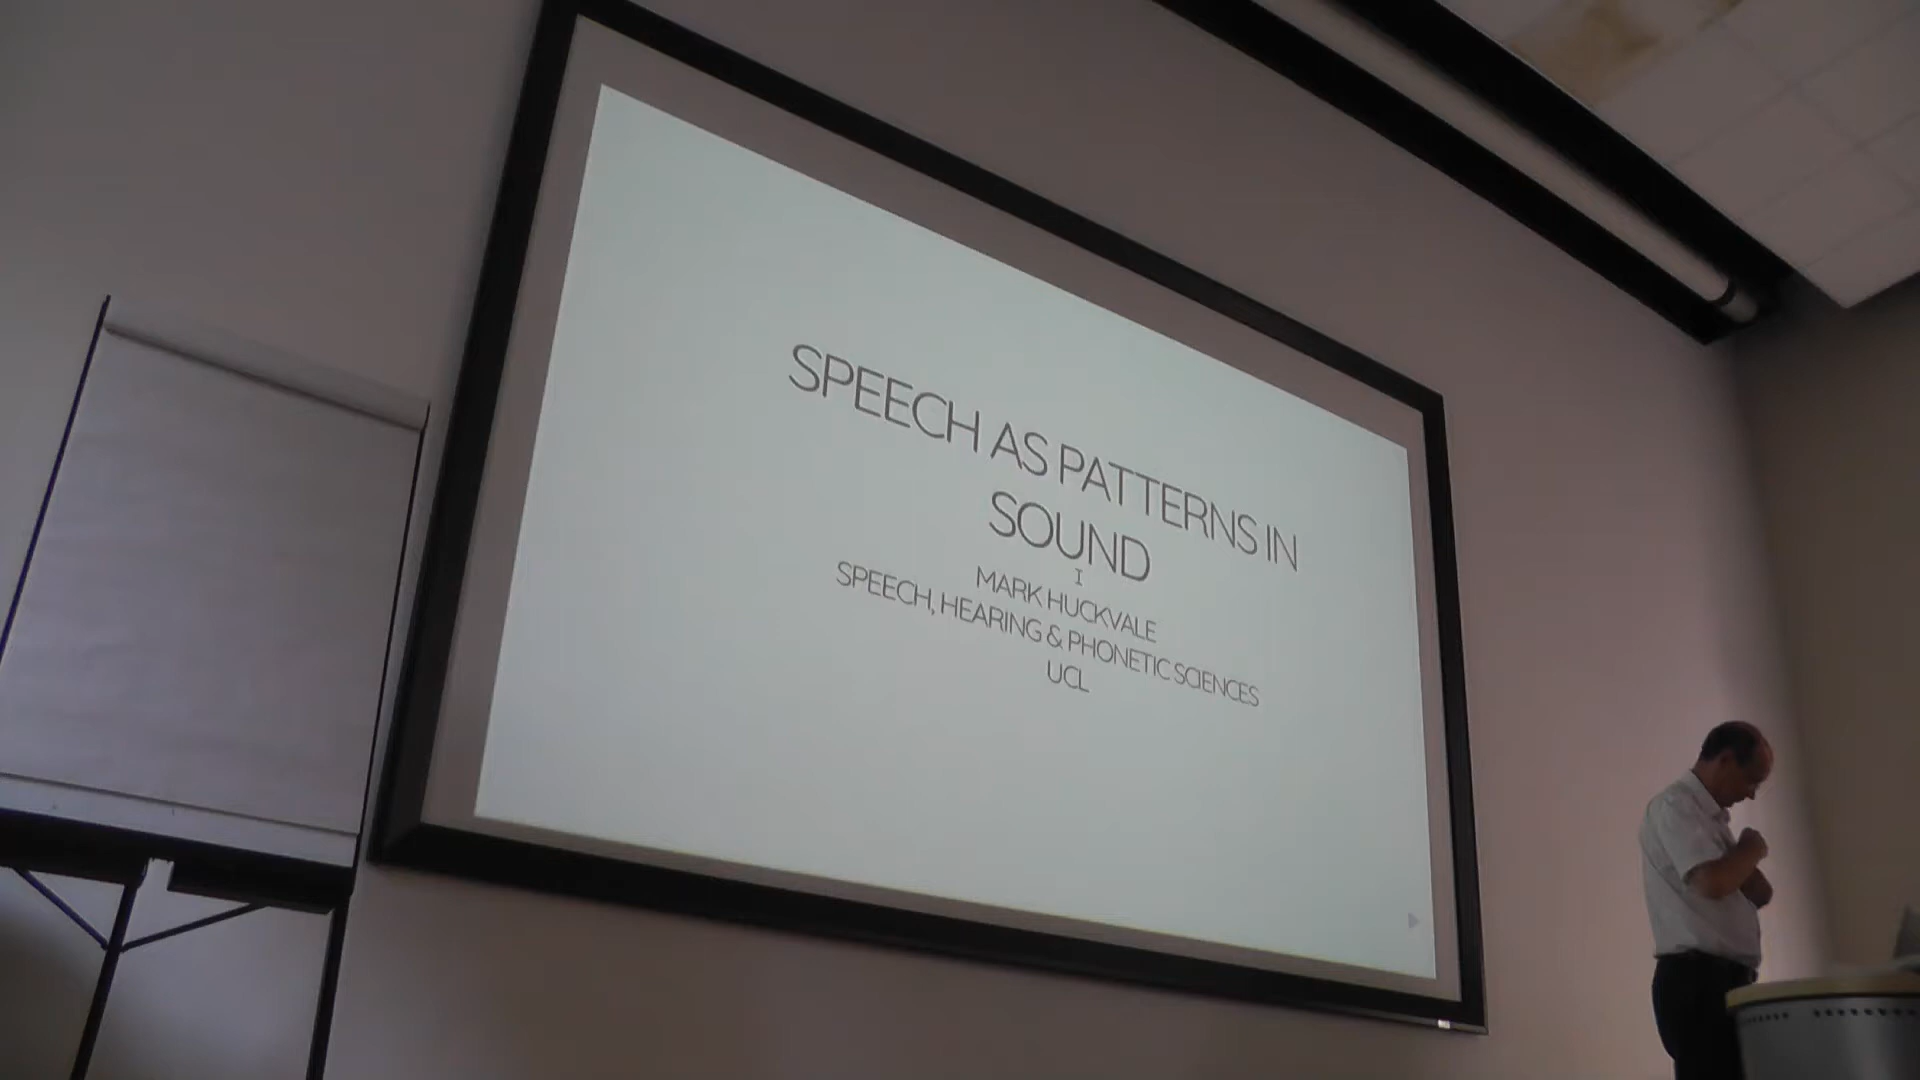 SPEECH AS PATTERNS IN
SOUND
MARK HUCKVALE
SPEECH, HEARING & PHONETIC SCIENCES
UCL